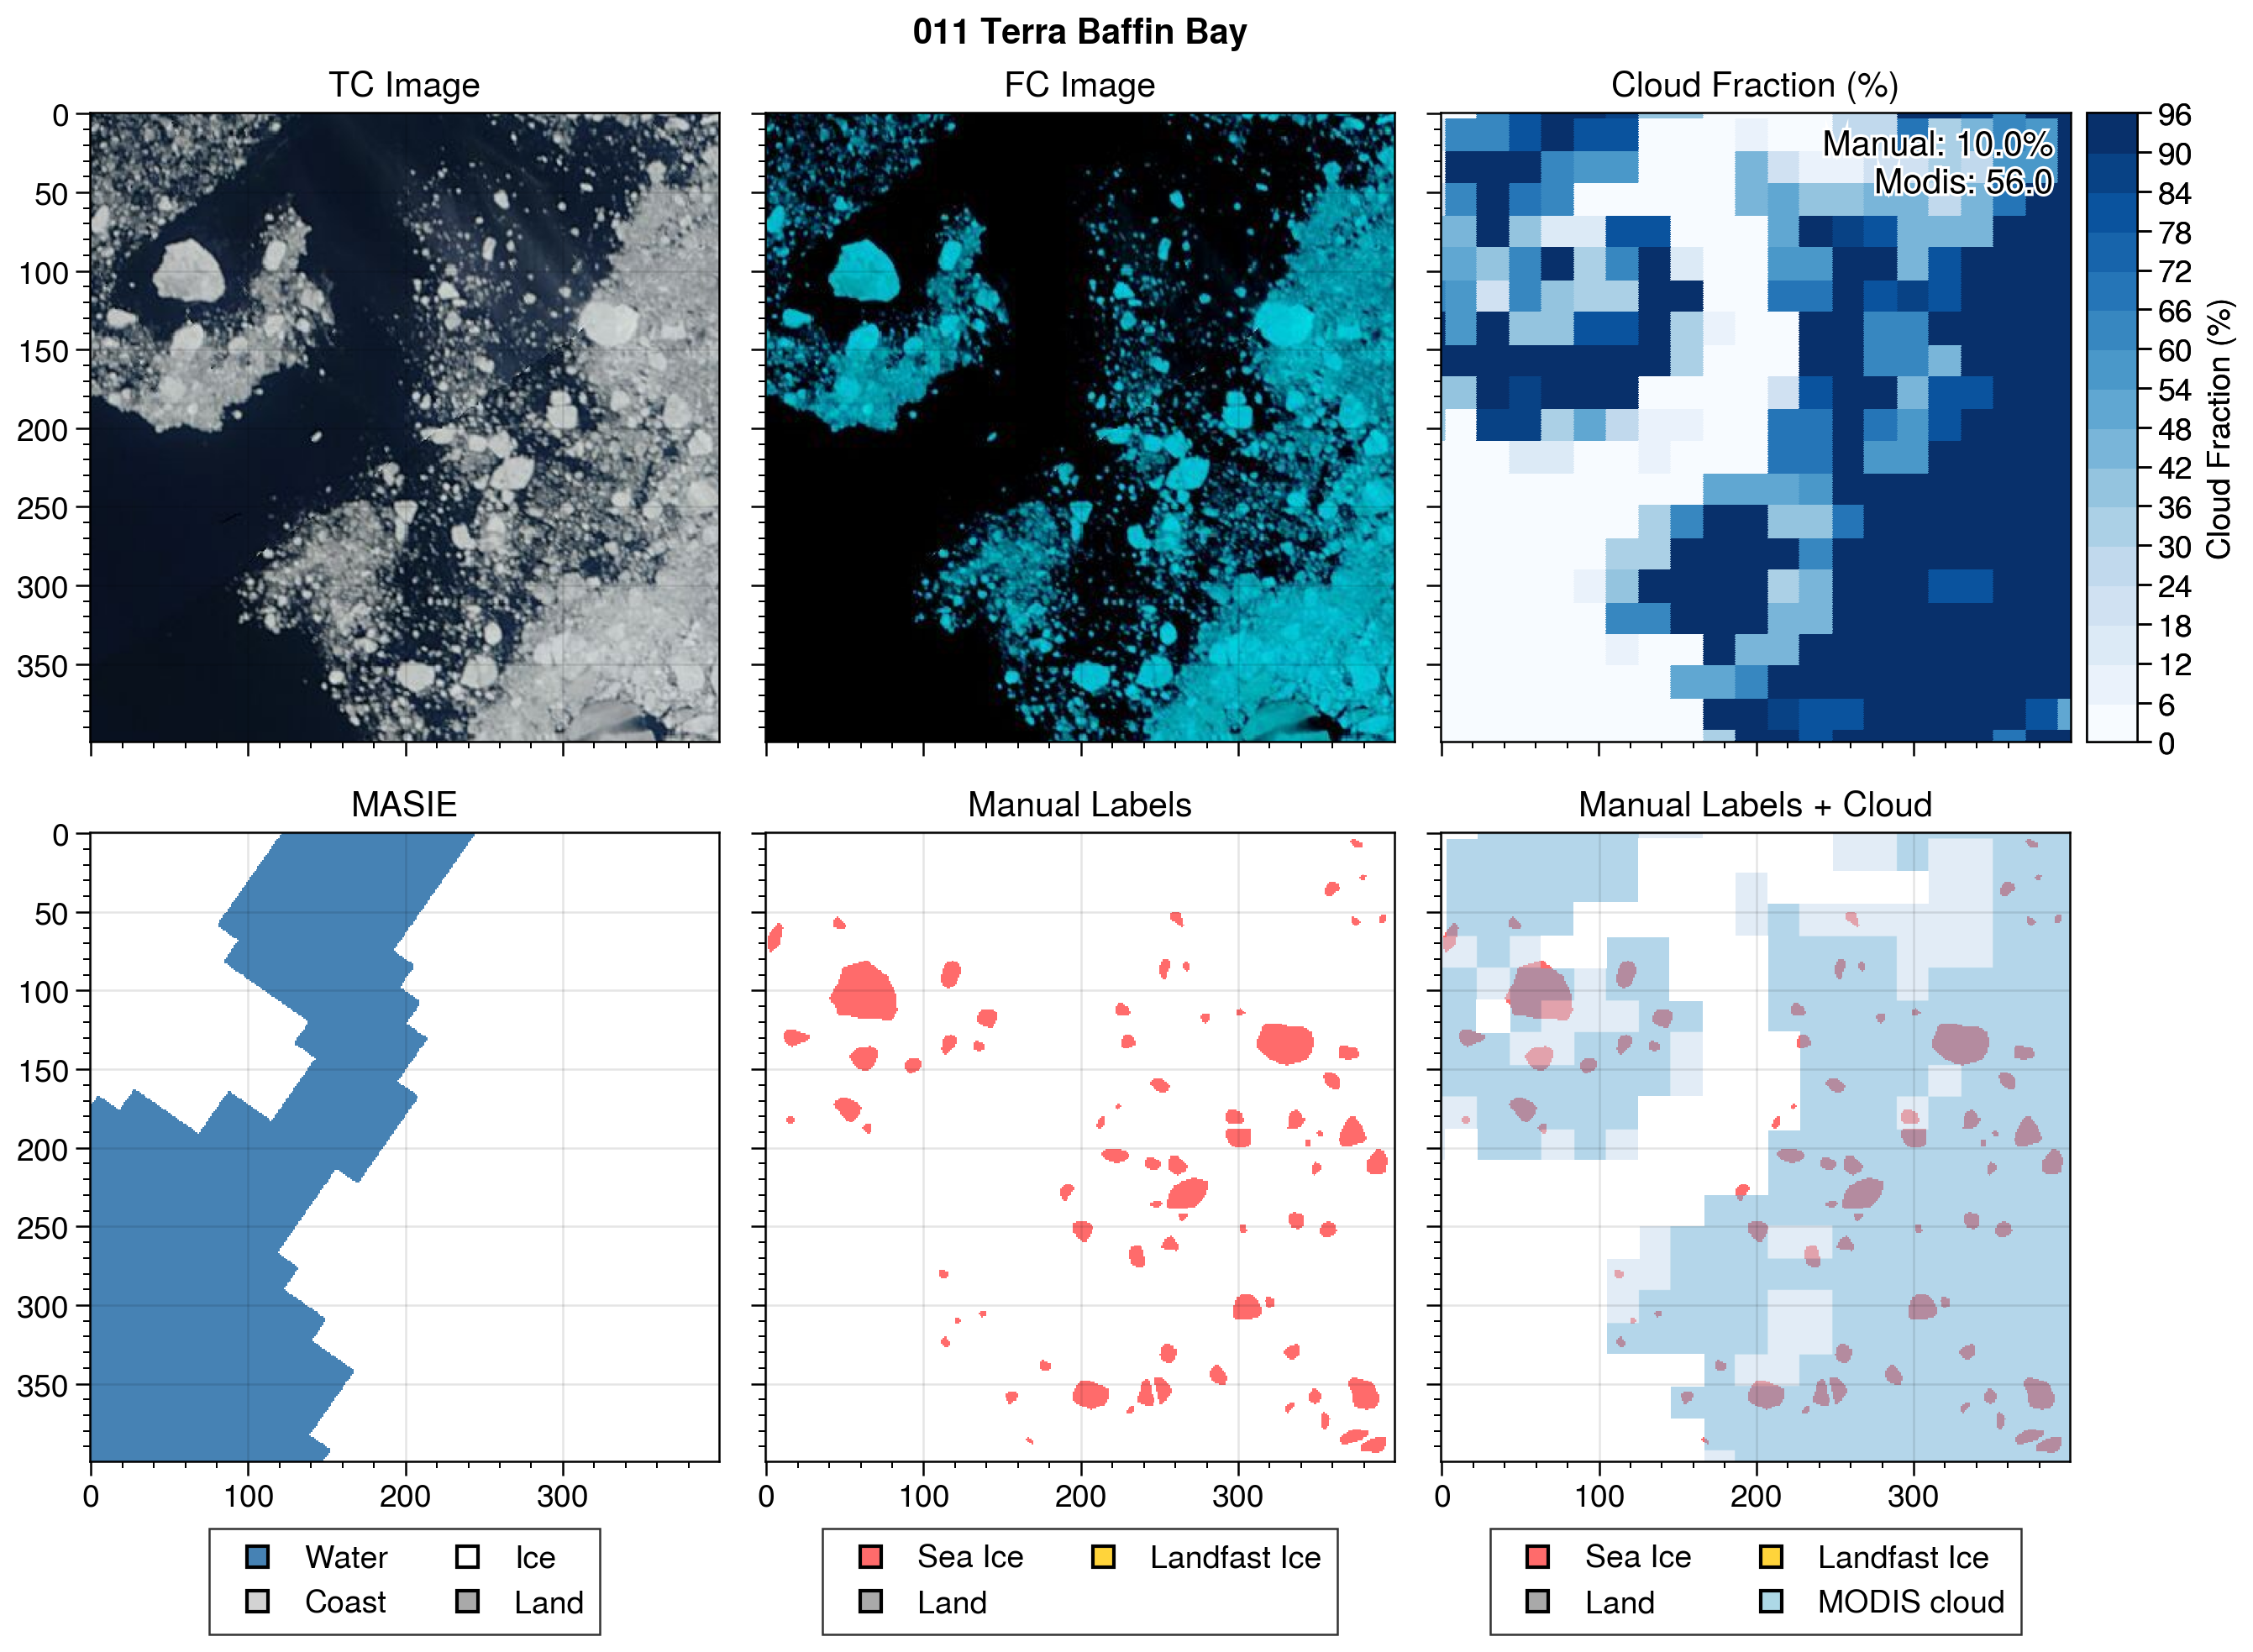 011 Terra Baffin Bay
TC Image
FC Image
Cloud Fraction (%)
0
50
100
150
200
250
300
350
Manual: 10.0%
Modis: 56.0
96
90
84
78
72
66
60
54
48
42
36
30
24
18
12
6
0
Cloud Fraction (%)
MASIE
Manual Labels
Manual Labels + Cloud
0
50
100
150
200
250
300
350
0 100 200 300
0 100 200 300
0 100 200 300
Water Ice
Coast Land
Sea Ice Landfast Ice
Land
Sea Ice Landfast Ice
Land MODIS cloud